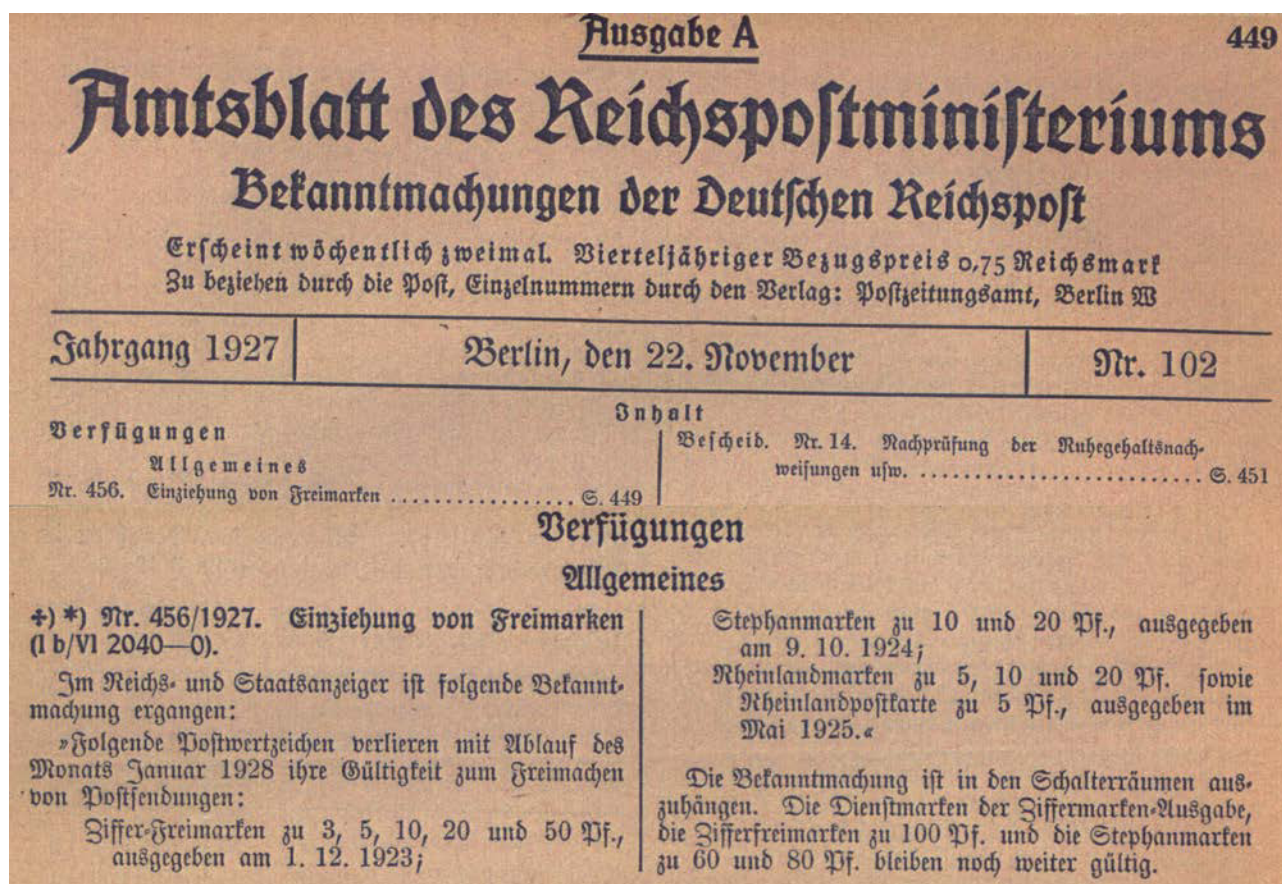 Ausgabe A
449
Amtsblatt des Reichspostministeriums
Bekanntmachungen der Deutschen Reichspost
Erscheint wöchentlich zweimal. Vierteljähriger Bezugspreis 0,75 Reichsmark
Zu beziehen durch die Post, Einzelnummern durch den Verlag: Postzeitungsamt, Berlin W
Jahrgang 1927
Berlin, den 22. November
Nr. 102
Inhalt
Verfügungen
Allgemeines
Nr. 456. Einziehung von Freimarken ................. S. 449
Bescheid. Nr. 14. Nachprüfung der Ruhegehaltsnach-
weisungen usw. .......................... S. 451
Verfügungen
Allgemeines
+) *) Nr. 456/1927. Einziehung von Freimarken
(I b/VI 2040—0).
Im Reichs- und Staatsanzeiger ist folgende Bekannt-
machung ergangen:
»Folgende Postwertzeichen verlieren mit Ablauf des
Monats Januar 1928 ihre Gültigkeit zum Freimachen
von Postsendungen:
Ziffer-Freimarken zu 3, 5, 10, 20 und 50 Pf.,
ausgegeben am 1. 12. 1923;
Stephanmarken zu 10 und 20 Pf., ausgegeben
am 9. 10. 1924;
Rheinlandmarken zu 5, 10 und 20 Pf. sowie
Rheinlandpostkarte zu 5 Pf., ausgegeben im
Mai 1925.«
Die Bekanntmachung ist in den Schalterräumen aus-
zuhängen. Die Dienstmarken der Ziffermarken-Ausgabe,
die Zifferfreimarken zu 100 Pf. und die Stephanmarken
zu 60 und 80 Pf. bleiben noch weiter gültig.